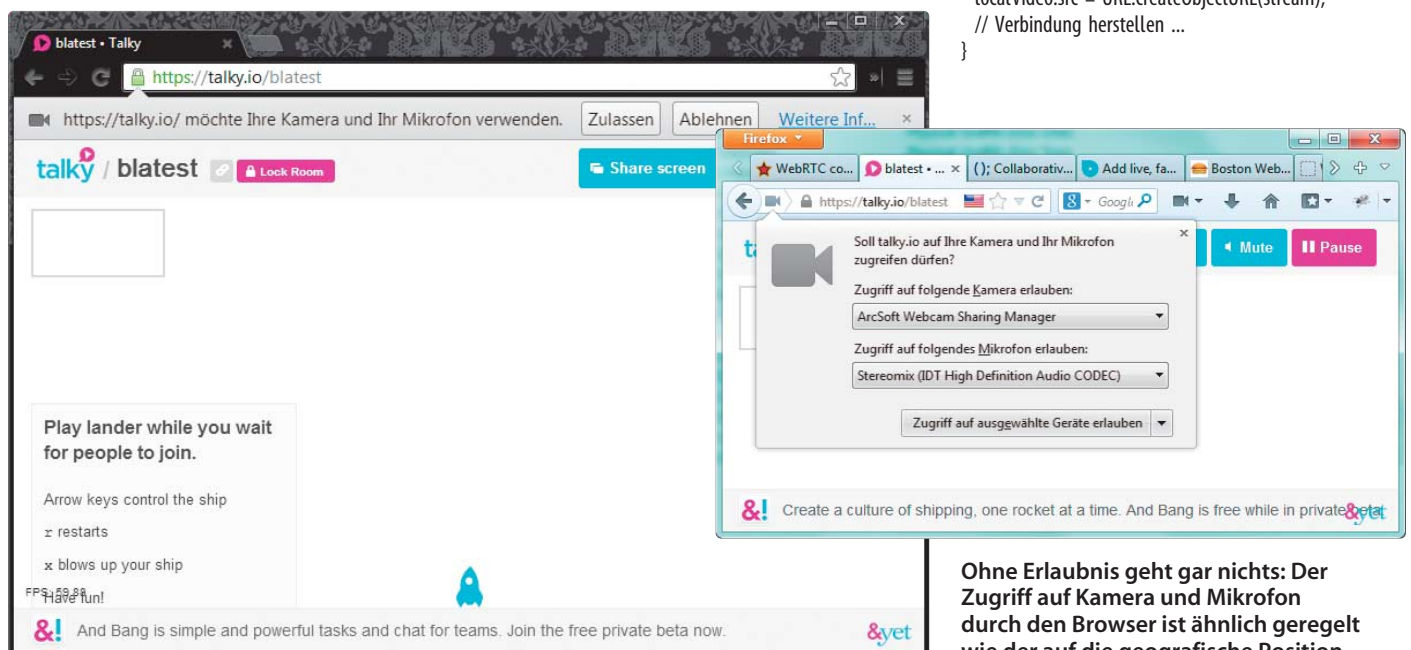 localVideo.src = URL.createObjectURL(stream);
// Verbindung herstellen ...
}
blatest • Talky
https://talky.io/blatest
https://talky.io/ möchte Ihre Kamera und Ihr Mikrofon verwenden. Zulassen Ablehnen Weitere Inf...
talky / blatest Lock Room Share screen
Play lander while you wait
for people to join.
Arrow keys control the ship
r restarts
x blows up your ship
Have fun!
FPS: 59.88
&! And Bang is simple and powerful tasks and chat for teams. Join the free private beta now. &yet
Firefox
WebRTC co... blatest • ... (); Collaborativ... Add live, fa... Boston Web...
https://talky.io/blatest Googl
Soll talky.io auf Ihre Kamera und Ihr Mikrofon
zugreifen dürfen?
Zugriff auf folgende Kamera erlauben:
ArcSoft Webcam Sharing Manager
Zugriff auf folgendes Mikrofon erlauben:
Stereomix (IDT High Definition Audio CODEC)
Zugriff auf ausgewählte Geräte erlauben
Mute Pause
&! Create a culture of shipping, one rocket at a time. And Bang is free while in private &yet
Ohne Erlaubnis geht gar nichts: Der
Zugriff auf Kamera und Mikrofon
durch den Browser ist ähnlich geregelt
wie der auf die geografische Position